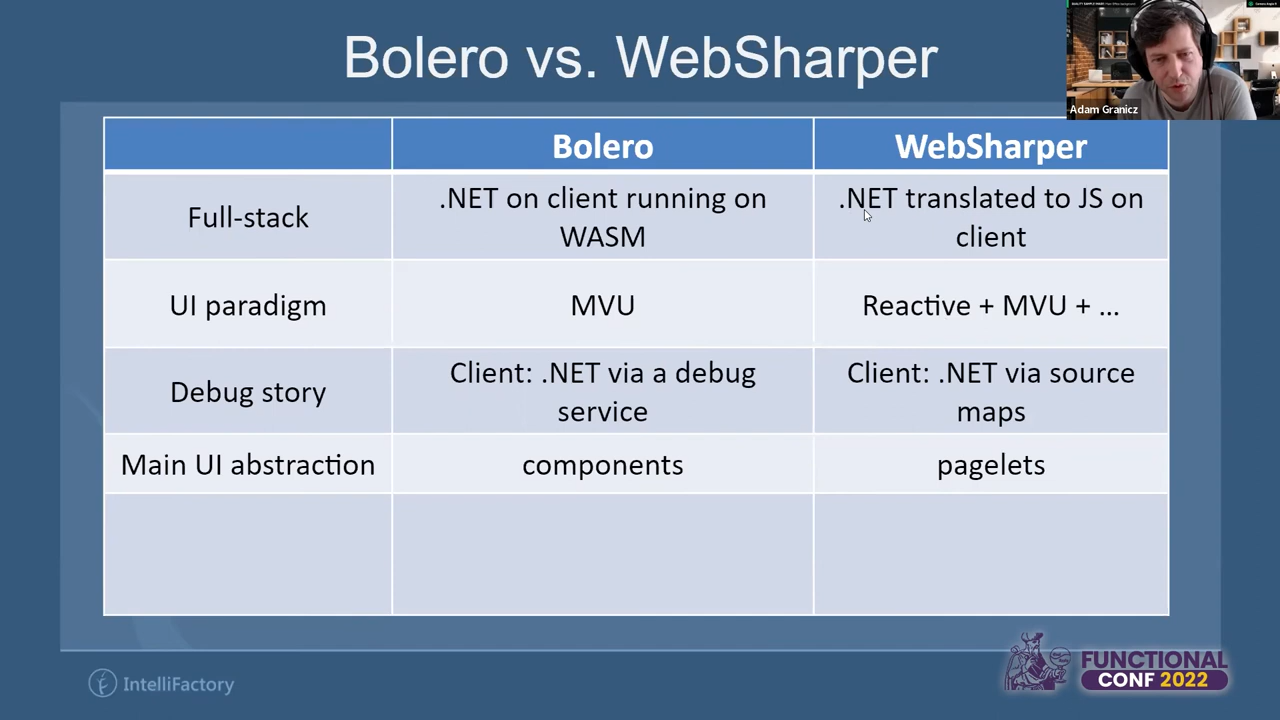 Bolero vs. WebSharper
Adam Granicz
Bolero
WebSharper
Full-stack
.NET on client running on
WASM
.NET translated to JS on
client
UI paradigm
MVU
Reactive + MVU + ...
Debug story
Client: .NET via a debug
service
Client: .NET via source
maps
Main UI abstraction
components
pagelets
IntelliFactory
FUNCTIONAL
CONF 2022